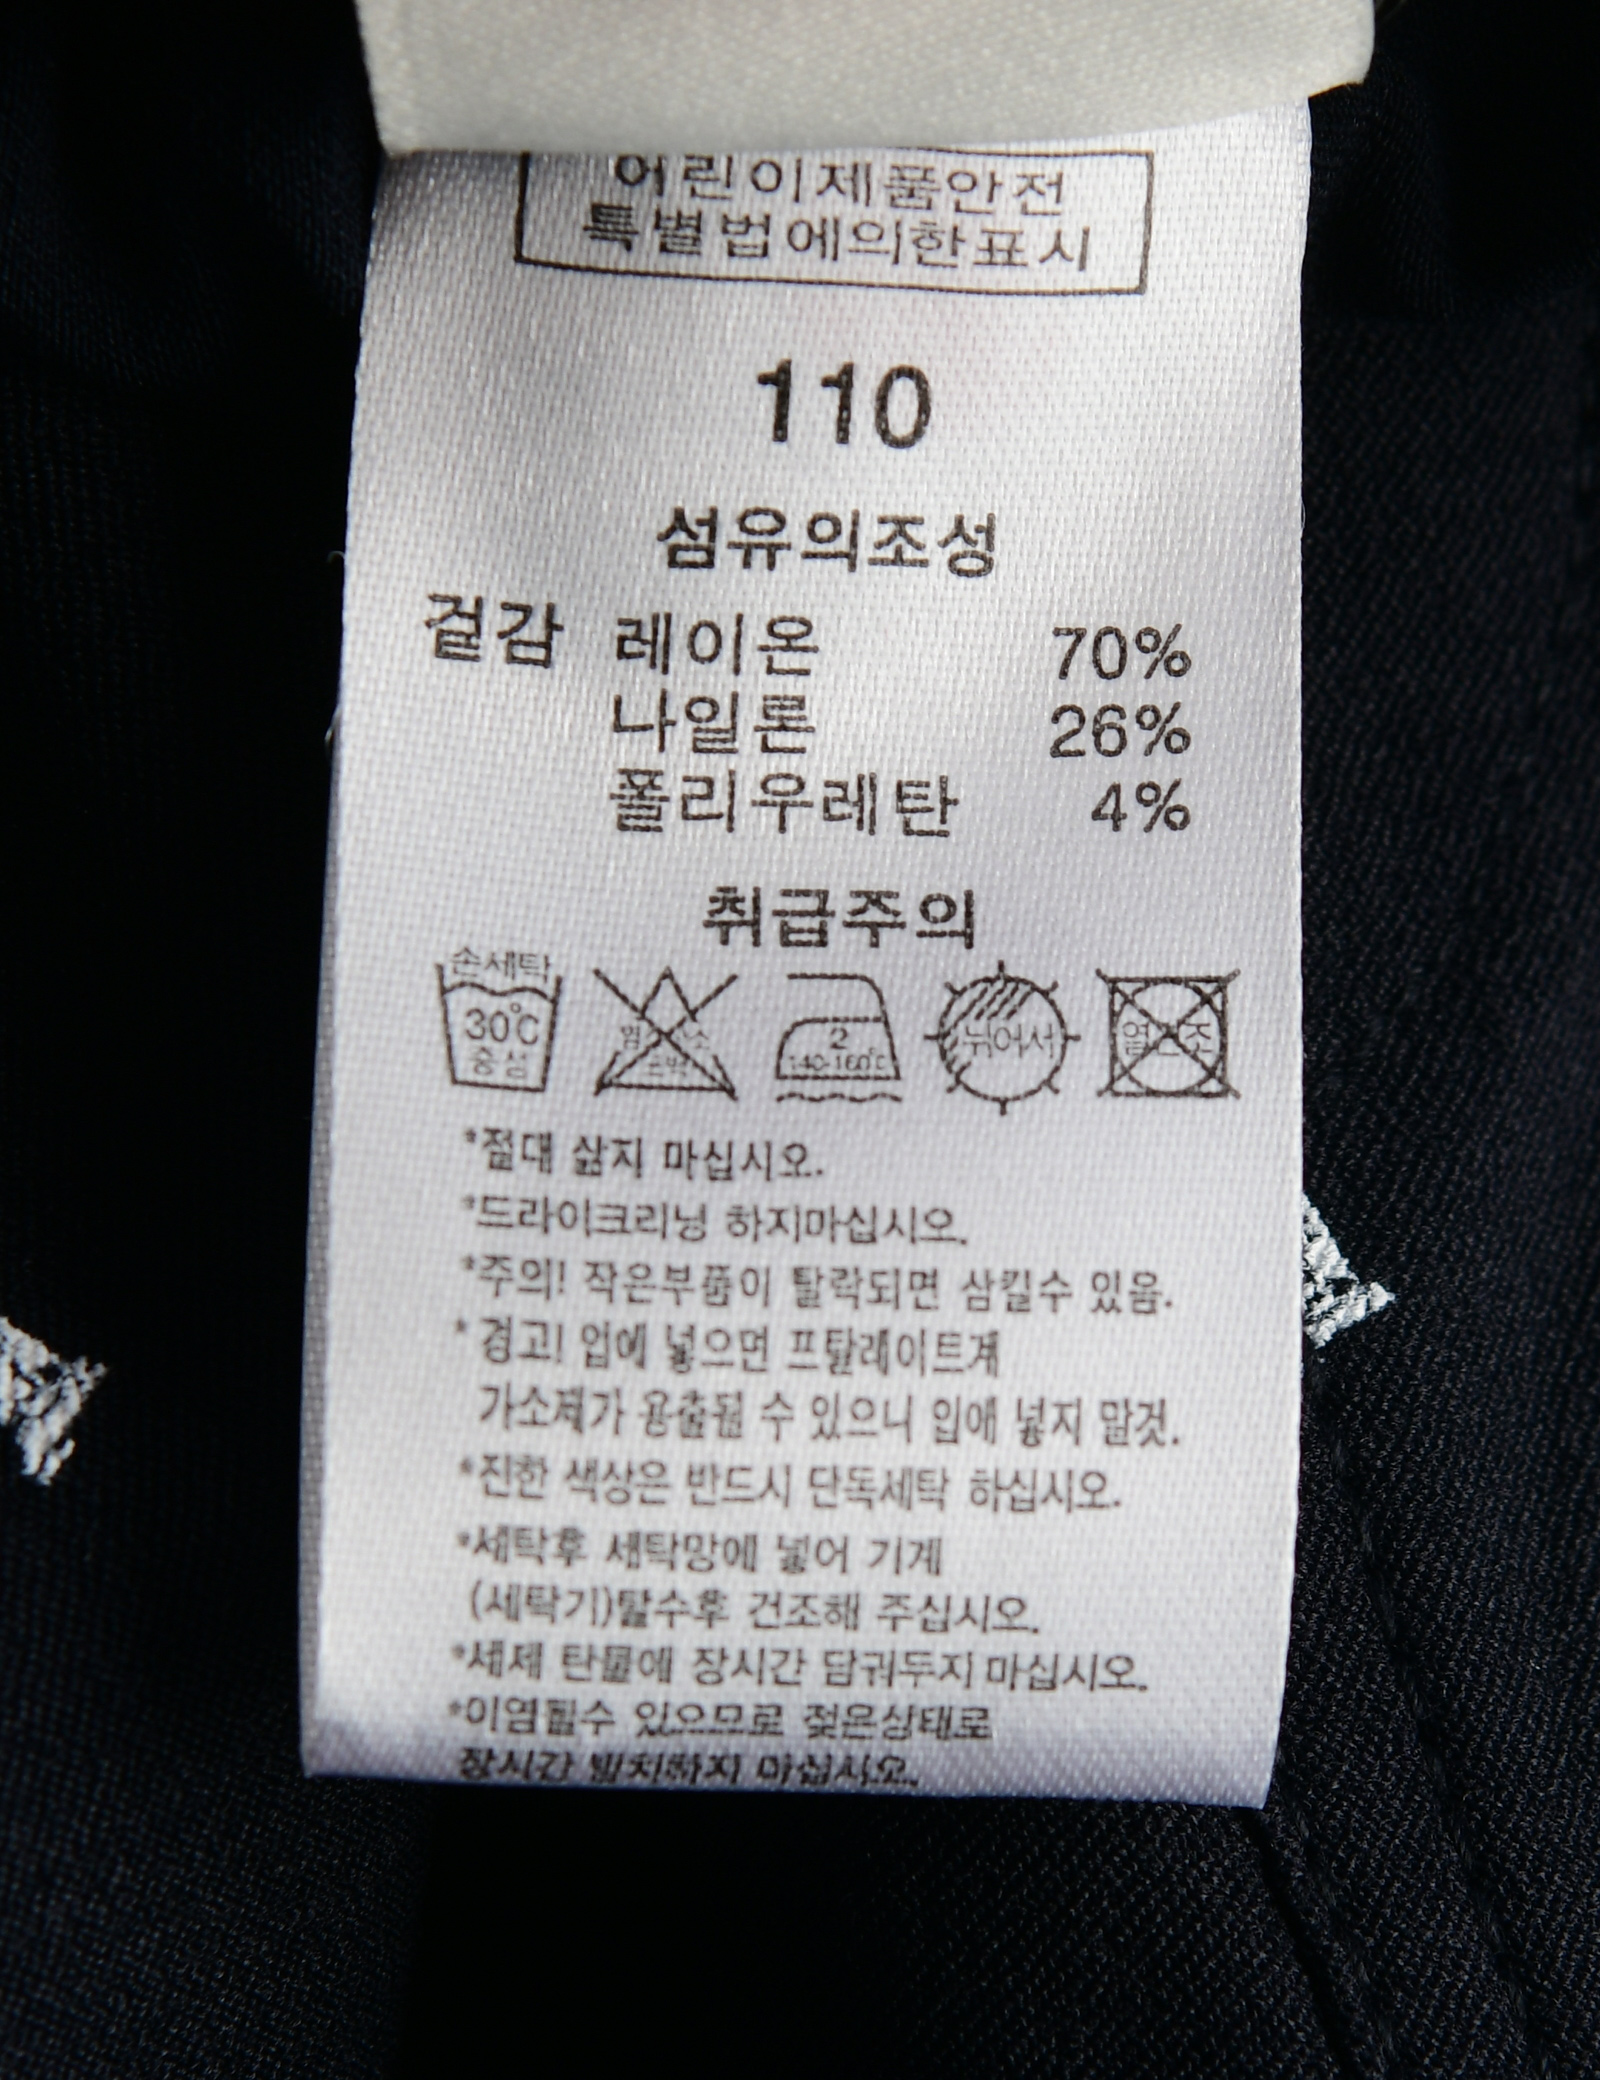 어린이제품안전
특별법에의한표시
110
섬유의조성
겉감 레이온 70%
나일론 26%
폴리우레탄 4%
취급주의
손세탁
30℃
중성
염소
표백
2
140-160℃
뉘어서
열건조
*절대 삶지 마십시오.
*드라이크리닝 하지마십시오.
*주의! 작은부품이 탈락되면 삼킬수 있음.
*경고! 입에 넣으면 프탈레이트계
가소제가 용출될 수 있으니 입에 넣지 말것.
*진한 색상은 반드시 단독세탁 하십시오.
*세탁후 세탁망에 넣어 기계
(세탁기)탈수후 건조해 주십시오.
*세제 탄물에 장시간 담궈두지 마십시오.
*이염될수 있으므로 젖은상태로
장시간 방치하지 마십시오.